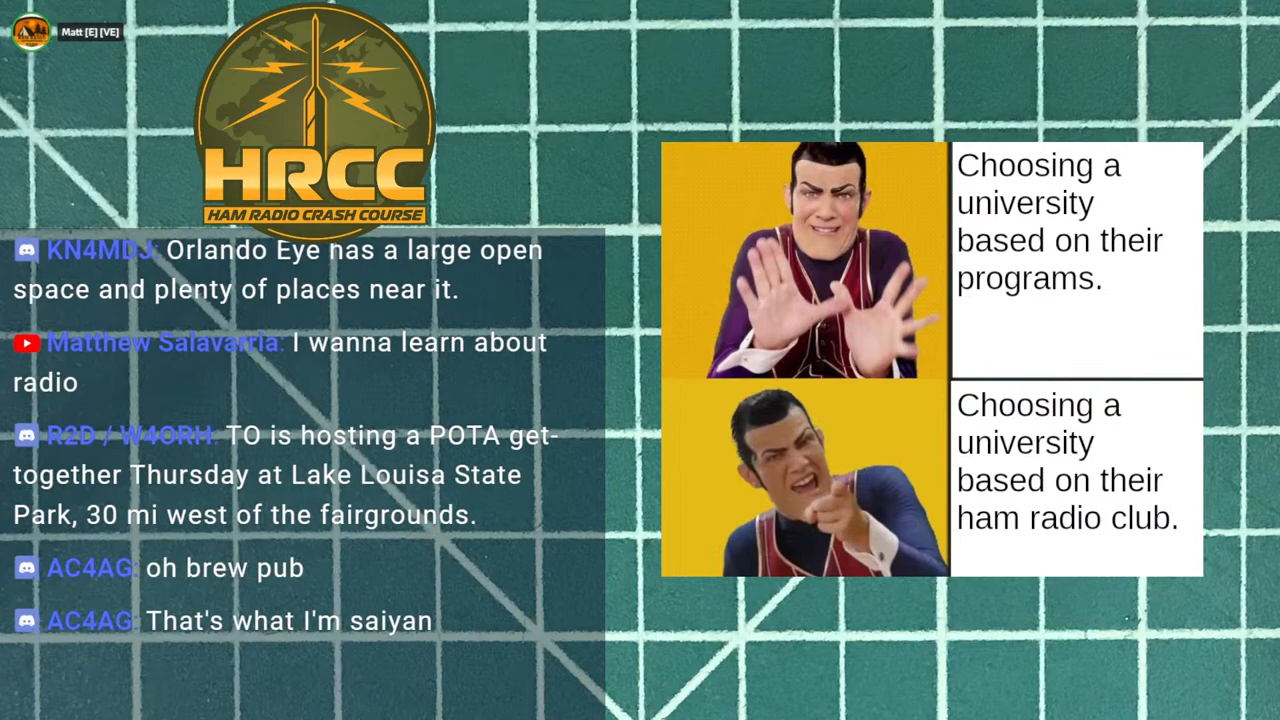 Matt [E] [VE]
HRCC
HAM RADIO CRASH COURSE
KN4MDJ: Orlando Eye has a large open
space and plenty of places near it.
Matthew Salavarria: I wanna learn about
radio
R2D / W4ORH: TO is hosting a POTA get-
together Thursday at Lake Louisa State
Park, 30 mi west of the fairgrounds.
AC4AG: oh brew pub
AC4AG: That's what I'm saiyan
Choosing a
university
based on their
programs.
Choosing a
university
based on their
ham radio club.